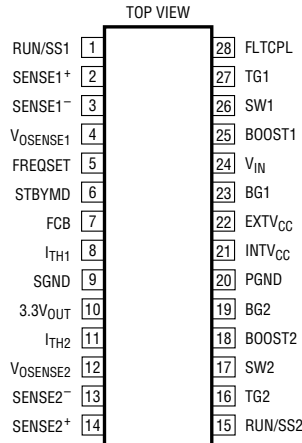 TOP VIEW
RUN/SS1 1
SENSE1+ 2
SENSE1− 3
VOSENSE1 4
FREQSET 5
STBYMD 6
FCB 7
ITH1 8
SGND 9
3.3VOUT 10
ITH2 11
VOSENSE2 12
SENSE2− 13
SENSE2+ 14
28 FLTCPL
27 TG1
26 SW1
25 BOOST1
24 VIN
23 BG1
22 EXTVCC
21 INTVCC
20 PGND
19 BG2
18 BOOST2
17 SW2
16 TG2
15 RUN/SS2